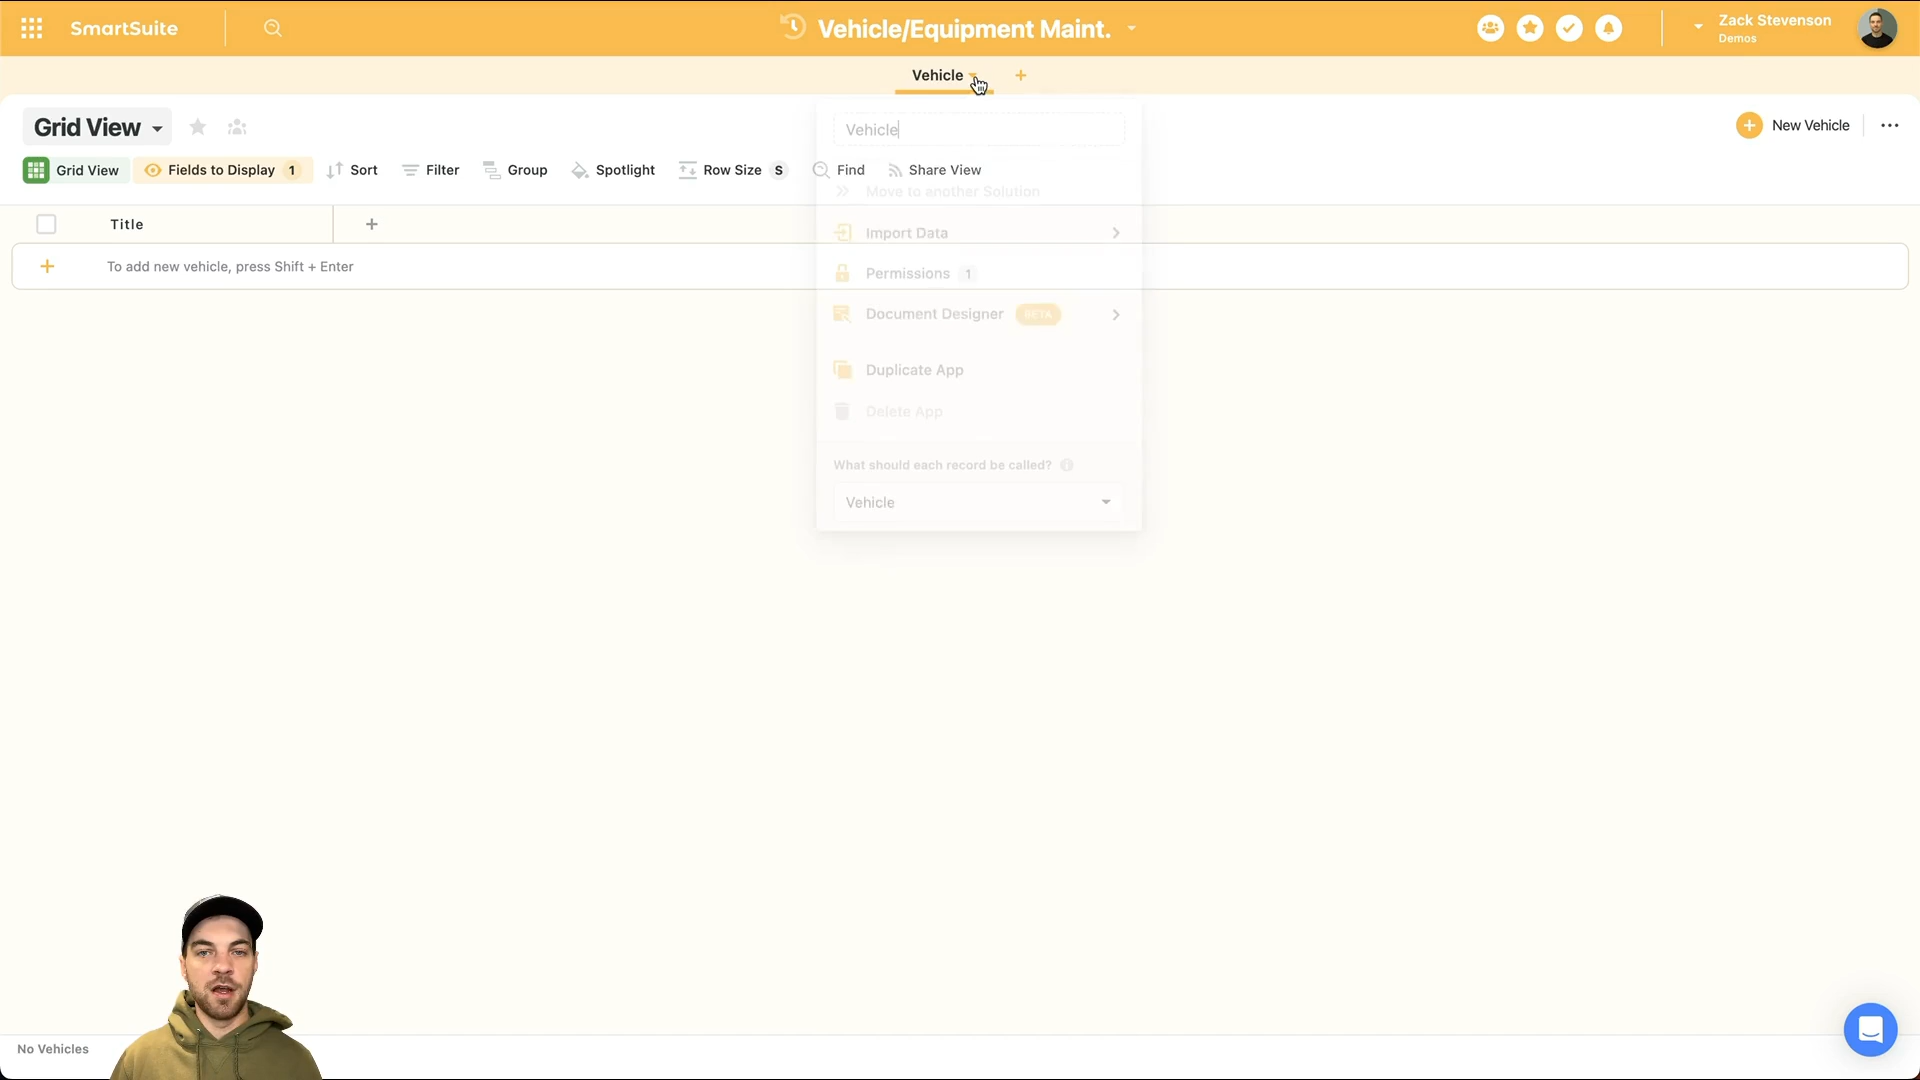 SmartSuite
Vehicle/Equipment Maint.
Zack Stevenson
Demos
Vehicle
Grid View
Vehicle
New Vehicle
Grid View
Fields to Display 1
Sort
Filter
Group
Spotlight
Row Size S
Find
Share View
Move to another Solution
Title
Import Data
To add new vehicle, press Shift + Enter
Permissions 1
Document Designer BETA
Duplicate App
Delete App
What should each record be called?
Vehicle
No Vehicles